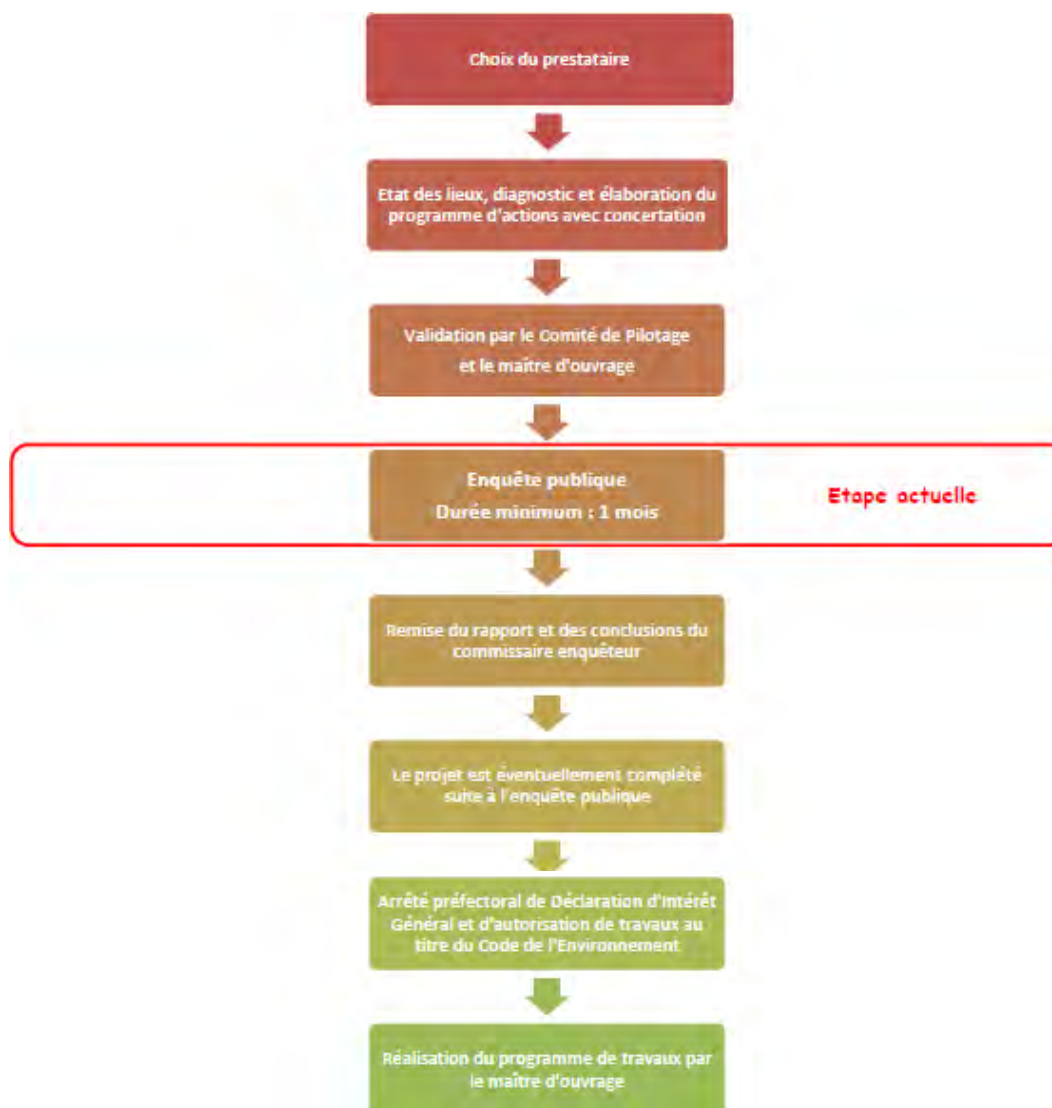 Choix du prestataire
Etat des lieux, diagnostic et élaboration du
programme d'actions avec concertation
Validation par le Comité de Pilotage
et le maître d'ouvrage
Enquête publique
Durée minimum : 1 mois
Etape actuelle
Remise du rapport et des conclusions du
commissaire enquêteur
Le projet est éventuellement complété
suite à l'enquête publique
Arrêté préfectoral de Déclaration d'Intérêt
Général et d'autorisation de travaux au
titre du Code de l'Environnement
Réalisation du programme de travaux par
le maître d'ouvrage